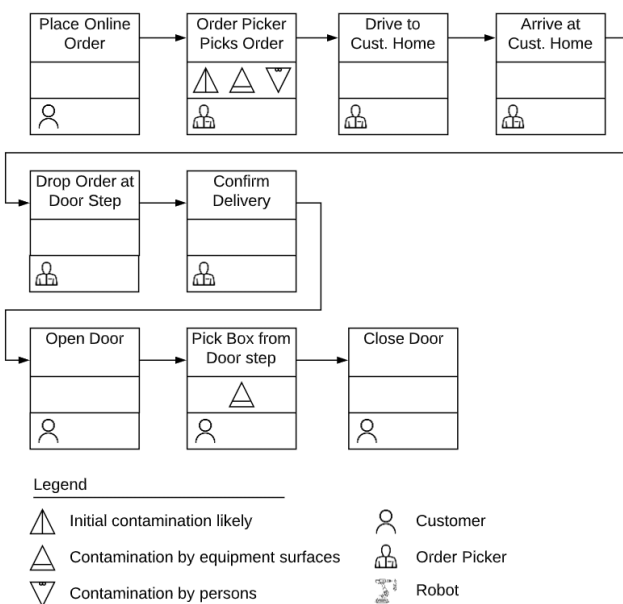 Place Online
Order
Order Picker
Picks Order
Drive to
Cust. Home
Arrive at
Cust. Home
Drop Order at
Door Step
Confirm
Delivery
Open Door
Pick Box from
Door step
Close Door
Legend
Initial contamination likely
Contamination by equipment surfaces
Contamination by persons
Customer
Order Picker
Robot